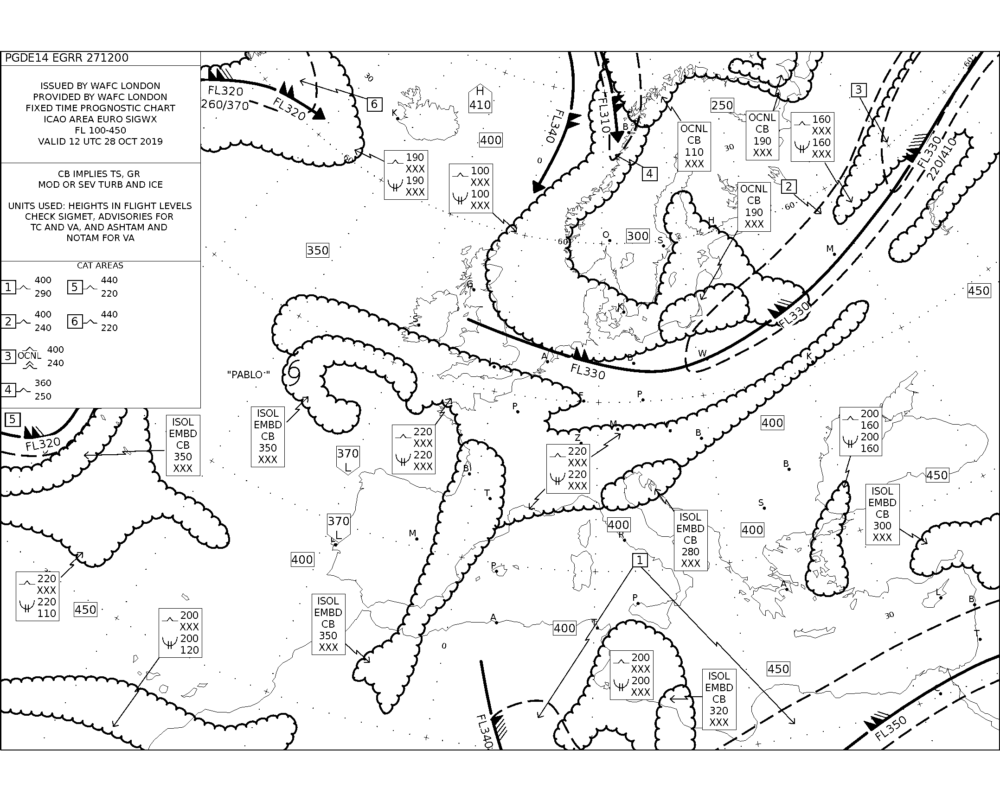 PGDE14 EGRR 271200
ISSUED BY WAFC LONDON
PROVIDED BY WAFC LONDON
FIXED TIME PROGNOSTIC CHART
ICAO AREA EURO SIGWX
FL 100-450
VALID 12 UTC 28 OCT 2019
CB IMPLIES TS, GR
MOD OR SEV TURB AND ICE
UNITS USED: HEIGHTS IN FLIGHT LEVELS
CHECK SIGMET, ADVISORIES FOR
TC AND VA, AND ASHTAM AND
NOTAM FOR VA
CAT AREAS
1 400
290
5 440
220
2 400
240
6 440
220
3 OCNL 400
240
4 360
250
FL320
260/370
FL320
30
6
K
H
410
400
60
190
XXX
190
XXX
100
XXX
100
XXX
350
FL340
0
FL310
B
4
OCNL
CB
110
XXX
250
30
OCNL
CB
190
XXX
160
XXX
160
XXX
3
60
FL330
220/410
2
60
OCNL
CB
190
XXX
H
O
300
S
60
M
450
G
S
K
FL330
W
A
FL330
B
L
K
"PABLO"
P
F
P
M
V
B
Z
400
200
160
200
160
5
FL320
ISOL
EMBD
CB
350
XXX
ISOL
EMBD
CB
350
XXX
370
L
220
XXX
220
XXX
220
XXX
220
XXX
B
T
B
450
S
ISOL
EMBD
CB
300
XXX
370
L
L
M
400
400
R
ISOL
EMBD
CB
280
XXX
400
1
P
220
XXX
220
110
450
200
XXX
200
120
ISOL
EMBD
CB
350
XXX
A
0
400
T
P
A
L
B
30
T
450
200
XXX
200
XXX
ISOL
EMBD
CB
320
XXX
FL340
C
FL350